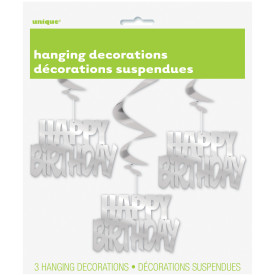 unique
hanging decorations
décorations suspendues
HAPPY
BIRTHDAY
HAPPY
BIRTHDAY
HAPPY
BIRTHDAY
3 HANGING DECORATIONS • DÉCORATIONS SUSPENDUES